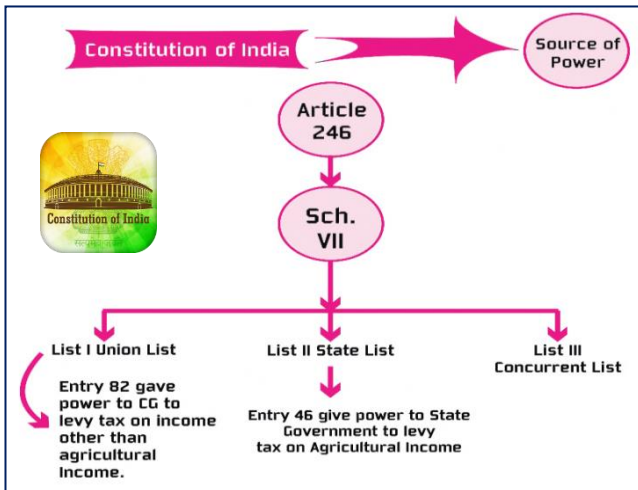 Constitution of India
Source of
Power
Article
246
Constitution of India
Sch.
VII
List I Union List
List II State List
List III
Concurrent List
Entry 82 gave
power to CG to
levy tax on income
other than
agricultural
Income.
Entry 46 give power to State
Government to levy
tax on Agricultural Income